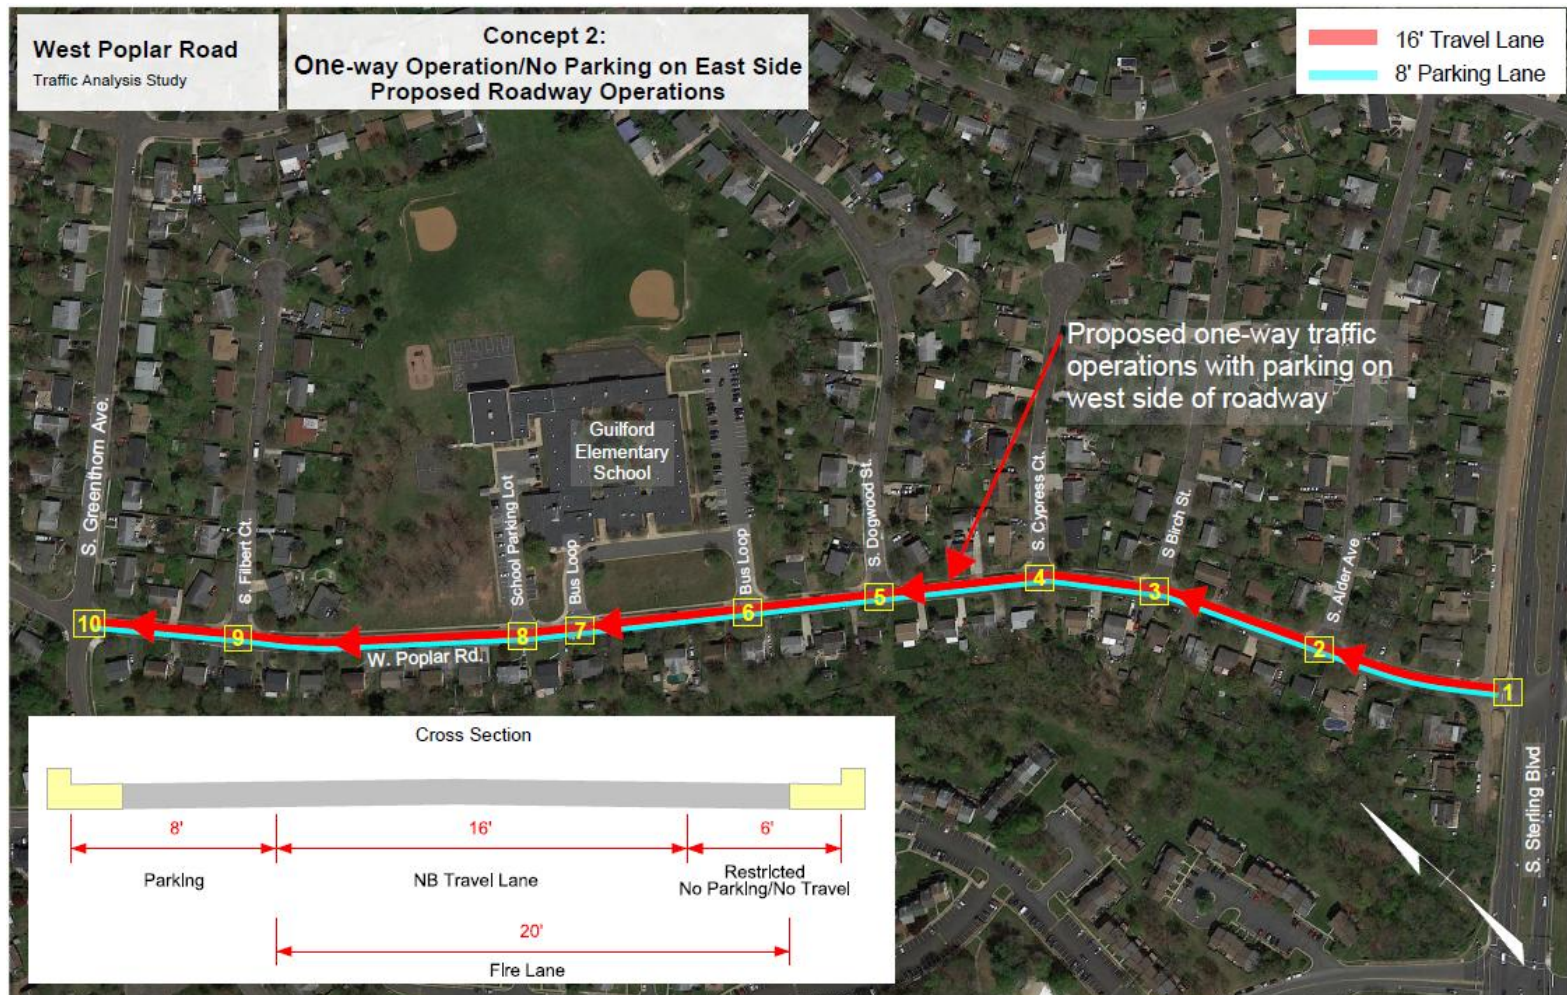 West Poplar Road
Traffic Analysis Study
Concept 2:
One-way Operation/No Parking on East Side
Proposed Roadway Operations
16' Travel Lane
8' Parking Lane
Proposed one-way traffic
operations with parking on
west side of roadway
Guilford
Elementary
School
S. Greenthorn Ave.
S. Filbert Ct.
School Parking Lot
Bus Loop
Bus Loop
S. Dogwood St.
S. Cypress Ct.
S Birch St.
S. Alder Ave
10
9
8
7
6
5
4
3
2
1
W. Poplar Rd.
S. Sterling Blvd
Cross Section
8'
16'
6'
Parking
NB Travel Lane
Restricted
No Parking/No Travel
20'
Fire Lane